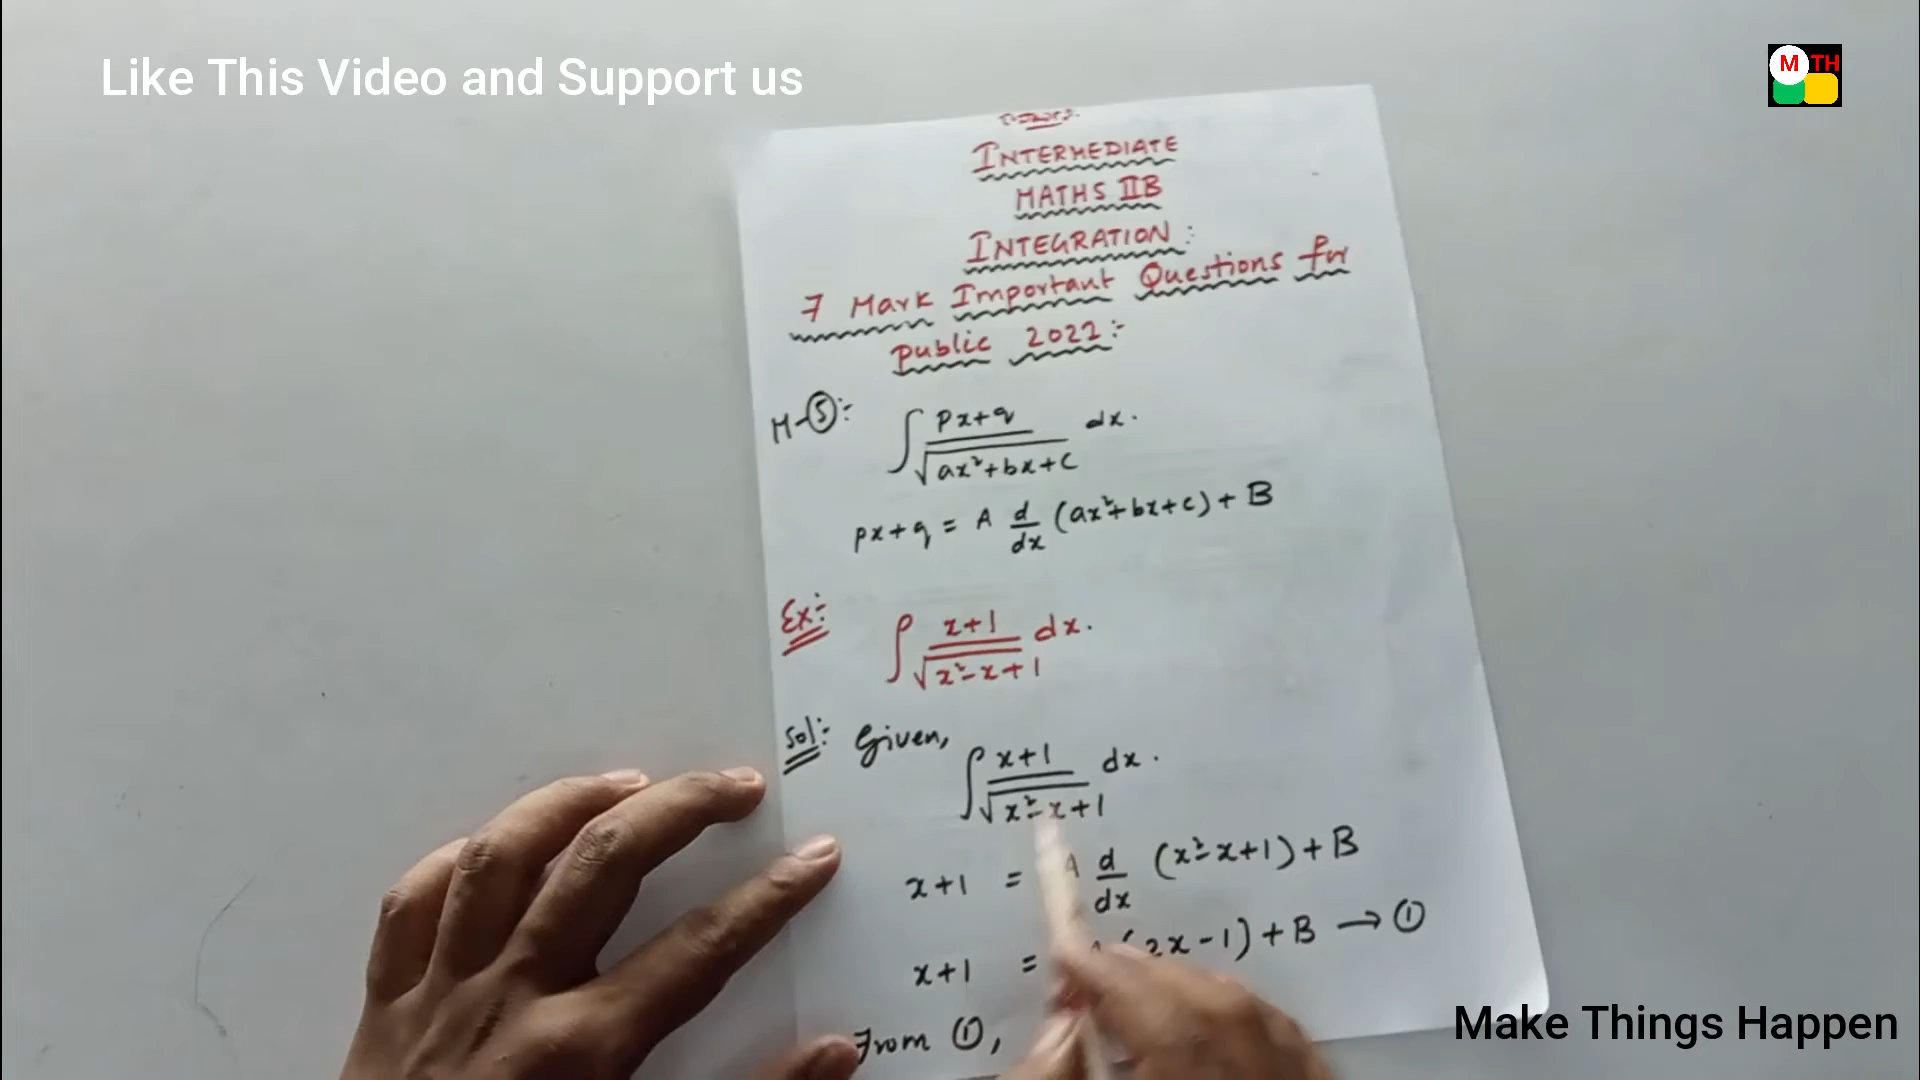 Like This Video and Support us
M TH
INTERMEDIATE
MATHS IIB
INTEGRATION:
7 Mark Important Questions for
Public 2022:-
M-⑤:- ∫ px+q/√ax²+bx+c dx.
px+q = A d/dx (ax²+bx+c) + B
Ex:- ∫ x+1/√x²-x+1 dx.
Sol:- Given,
∫ x+1/√x²-x+1 dx.
x+1 = A d/dx (x²-x+1) + B
x+1 = (2x-1) + B → ①
From ①,
Make Things Happen